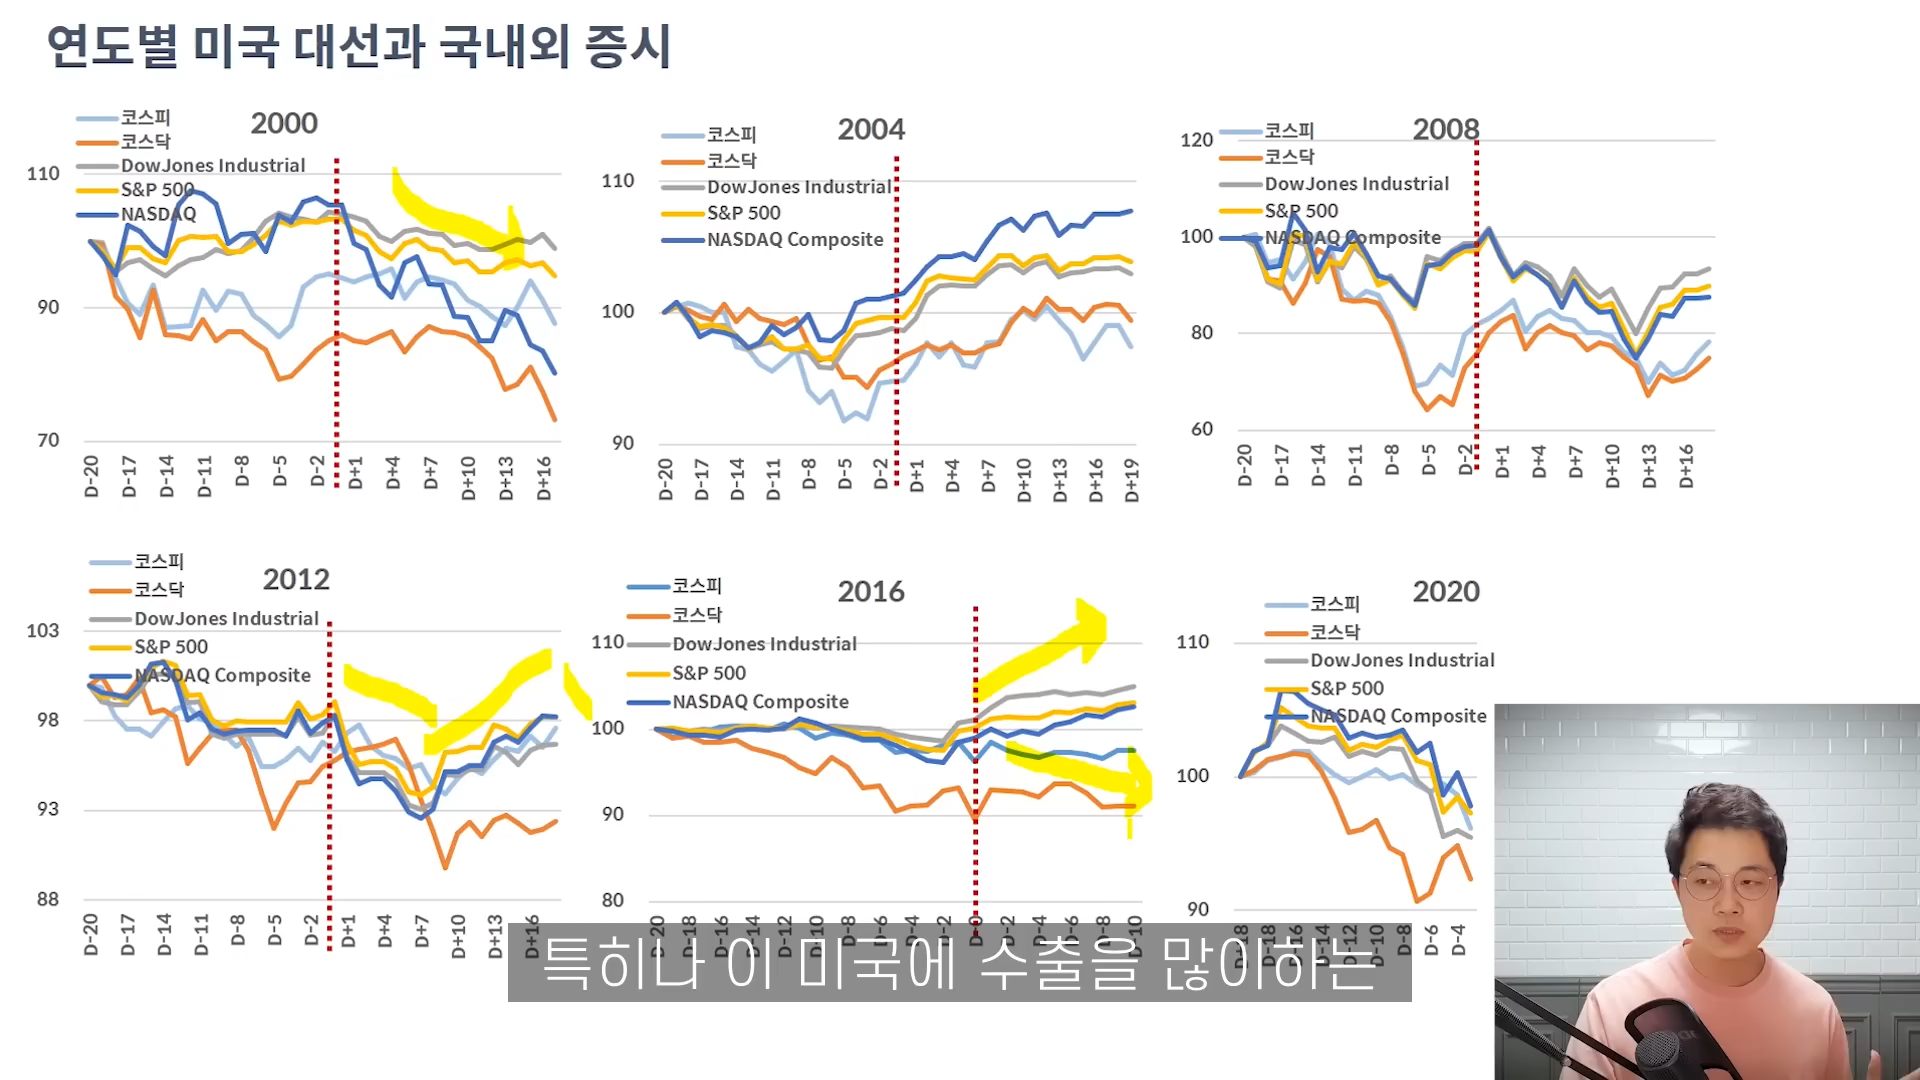 연도별 미국 대선과 국내외 증시
2000
코스피
코스닥
DowJones Industrial
S&P 500
NASDAQ
110
90
70
D-20 D-17 D-14 D-11 D-8 D-5 D-2 D+1 D+4 D+7 D+10 D+13 D+16
2004
코스피
코스닥
DowJones Industrial
S&P 500
NASDAQ Composite
110
100
90
D-20 D-17 D-14 D-11 D-8 D-5 D-2 D+1 D+4 D+7 D+10 D+13 D+16 D+19
2008
코스피
코스닥
DowJones Industrial
S&P 500
NASDAQ Composite
120
100
80
60
D-20 D-17 D-14 D-11 D-8 D-5 D-2 D+1 D+4 D+7 D+10 D+13 D+16
2012
코스피
코스닥
DowJones Industrial
S&P 500
NASDAQ Composite
103
98
93
88
D-20 D-17 D-14 D-11 D-8 D-5 D-2 D+1 D+4 D+7 D+10 D+13 D+16
2016
코스피
코스닥
DowJones Industrial
S&P 500
NASDAQ Composite
110
100
90
80
2020
코스피
코스닥
DowJones Industrial
S&P 500
NASDAQ Composite
110
100
90
D-6 D-4
특히나 이 미국에 수출을 많이 하는